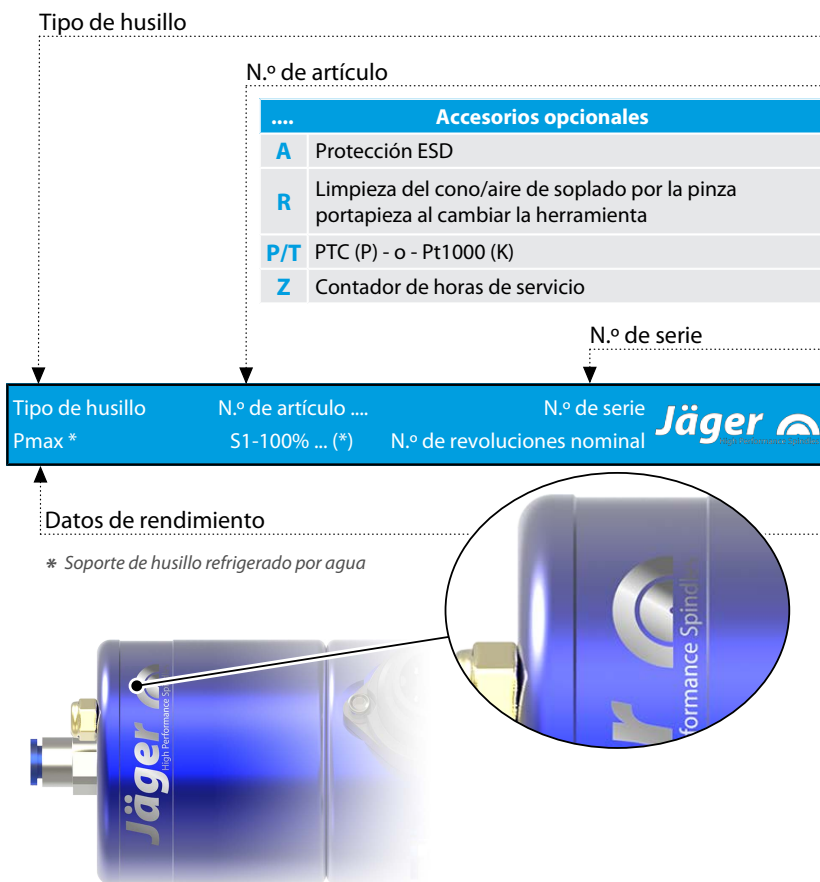 Tipo de husillo
N.º de artículo
.... Accesorios opcionales
A Protección ESD
R Limpieza del cono/aire de soplado por la pinza
portapieza al cambiar la herramienta
P/T PTC (P) - o - Pt1000 (K)
Z Contador de horas de servicio
N.º de serie
Tipo de husillo N.º de artículo .... N.º de serie
Pmax * S1-100% ... (*) N.º de revoluciones nominal
Jäger
Datos de rendimiento
* Soporte de husillo refrigerado por agua
r
formance Spindles
Jäger
High Performance Sp